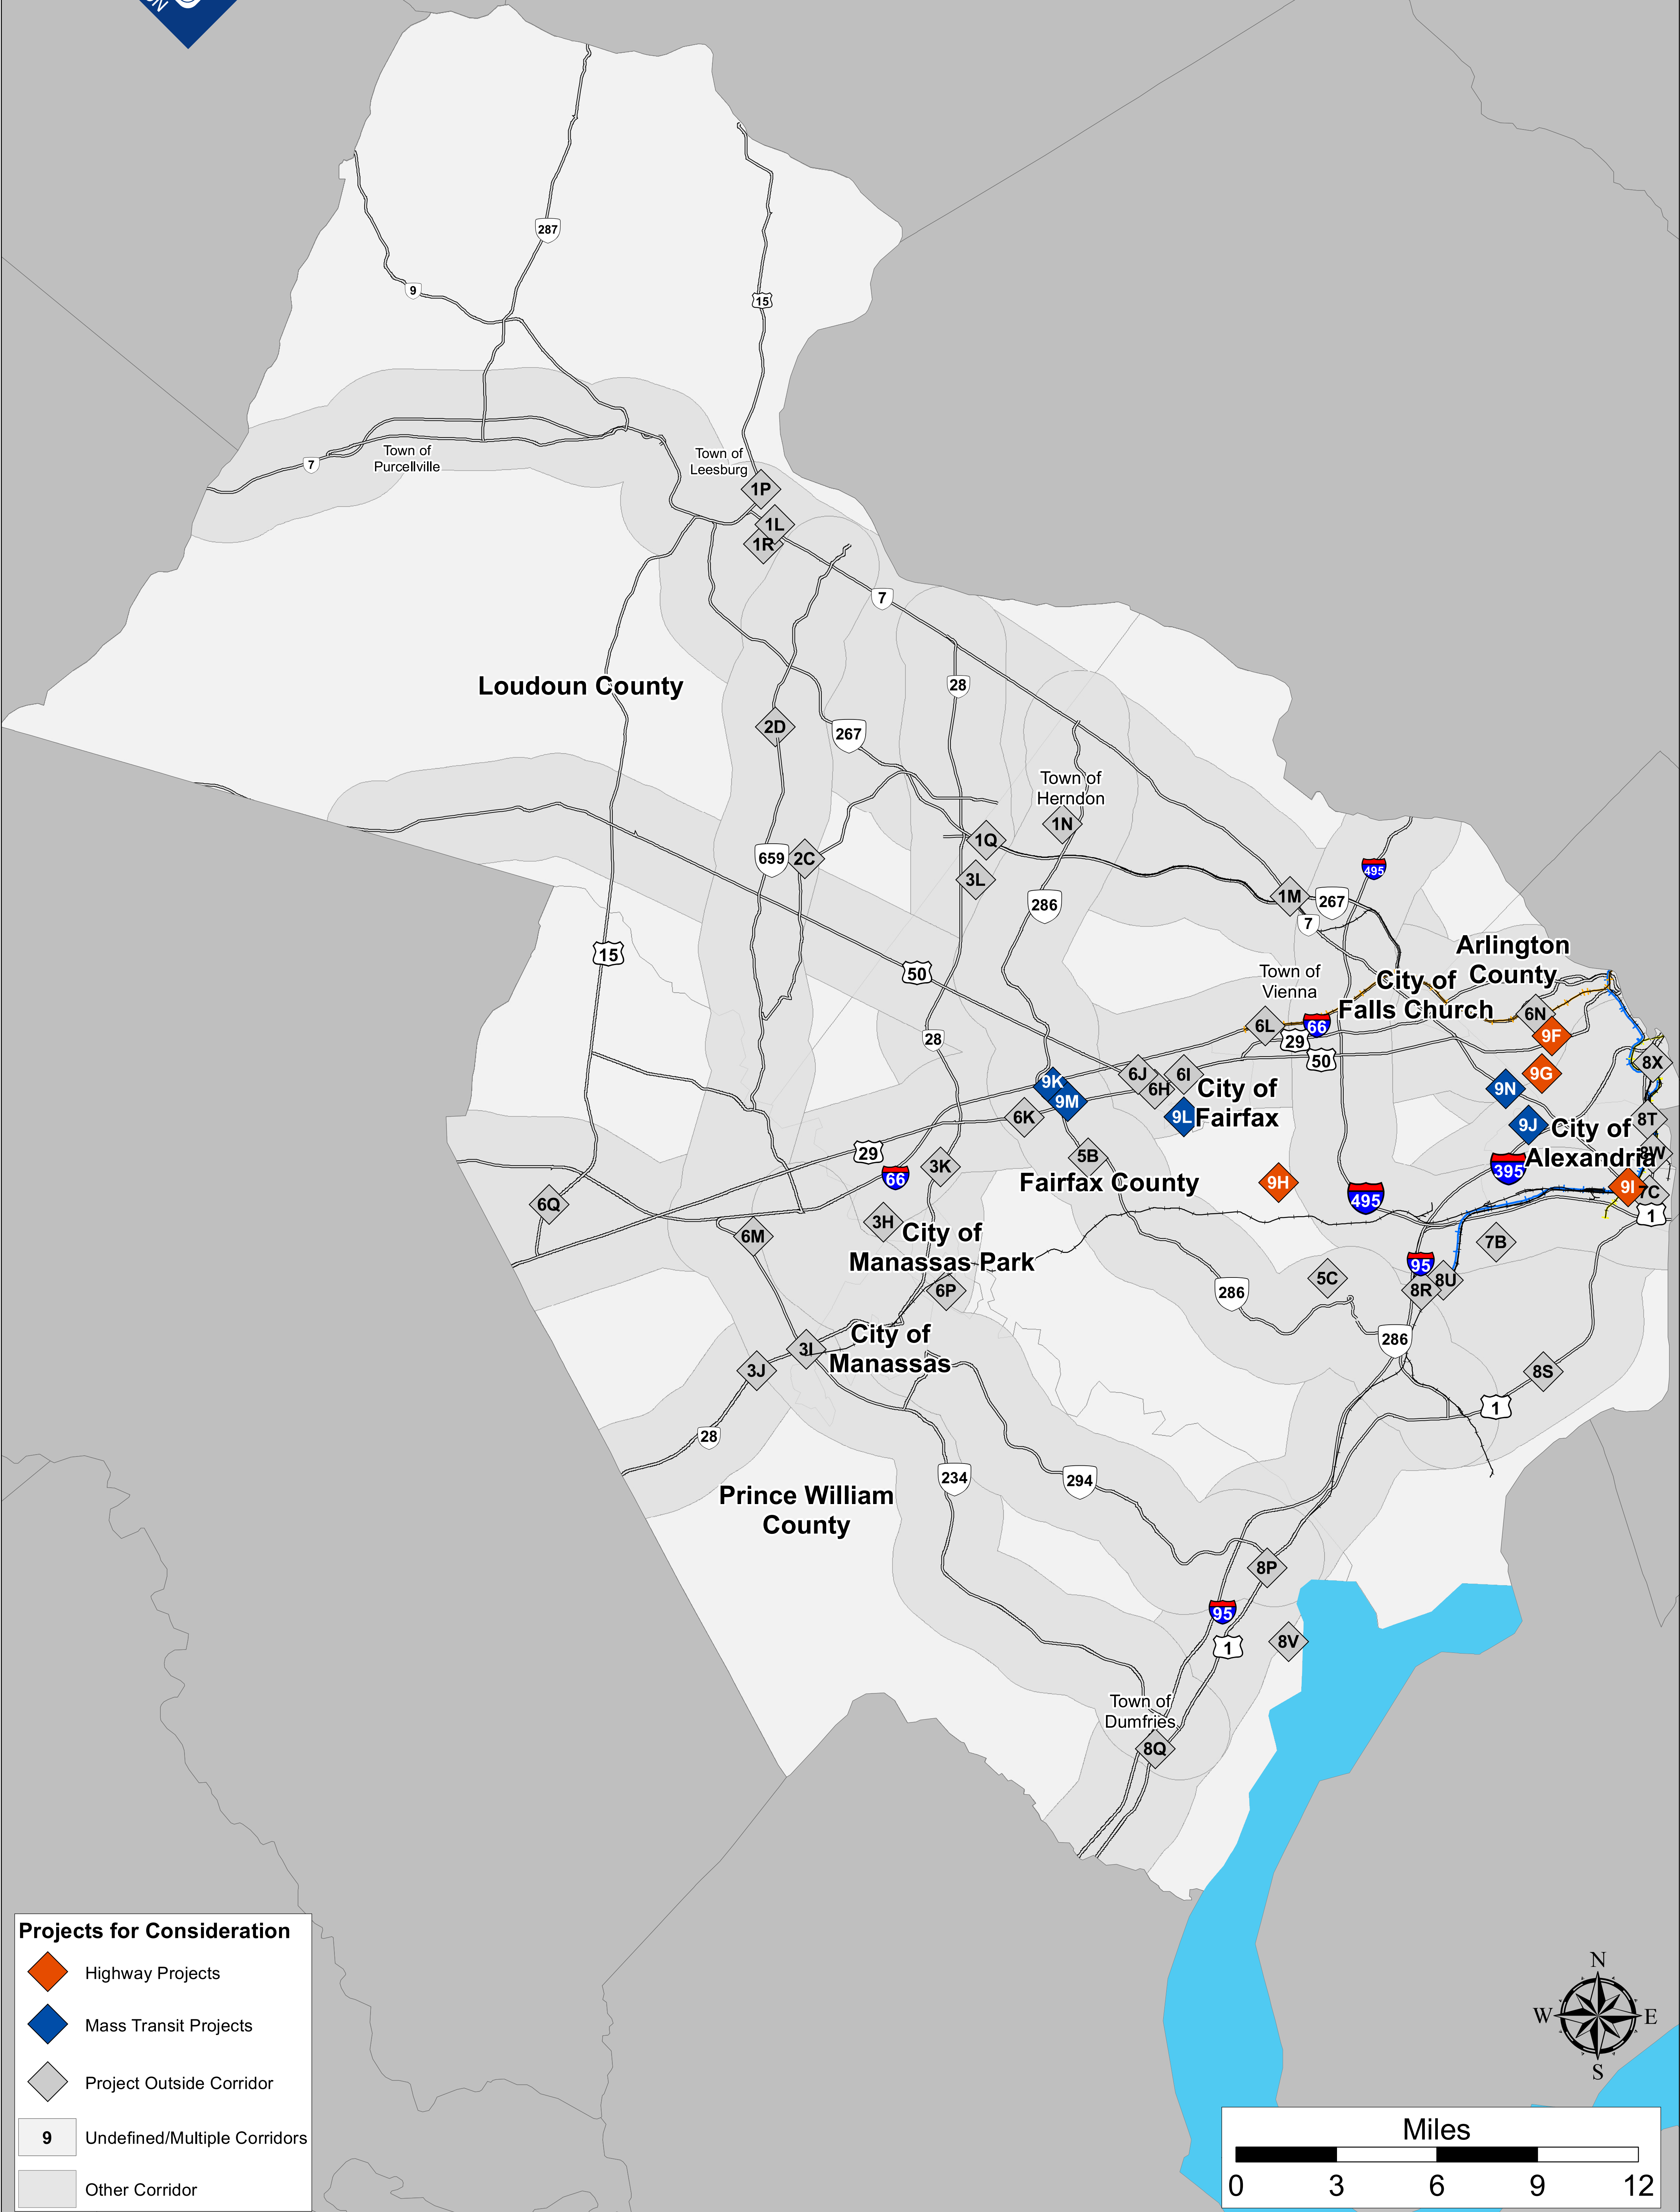 287
9
15
Town of
Purcellville
7
Town of
Leesburg
1P
1L
1R
7
Loudoun County
28
2D
267
Town of
Herndon
1N
1Q
659
2C
3L
495
1M
267
286
7
Arlington
County
15
50
Town of
Vienna
City of
Falls Church
6N
6L
66
9F
29
28
50
8X
6J
6I
9G
9K
6H
9N
City of
Fairfax
9M
6K
9L
8T
9J
City of
Alexandria
29
5B
8W
3K
395
66
Fairfax County
9H
9I
7C
495
6Q
1
3H
City of
Manassas Park
6M
7B
95
5C
8U
6P
286
8R
City of
Manassas
286
3I
3J
8S
1
28
234
294
Prince William
County
8P
95
1
8V
Town of
Dumfries
8Q
Projects for Consideration
Highway Projects
Mass Transit Projects
Project Outside Corridor
9 Undefined/Multiple Corridors
Other Corridor
N
W E
S
Miles
0 3 6 9 12